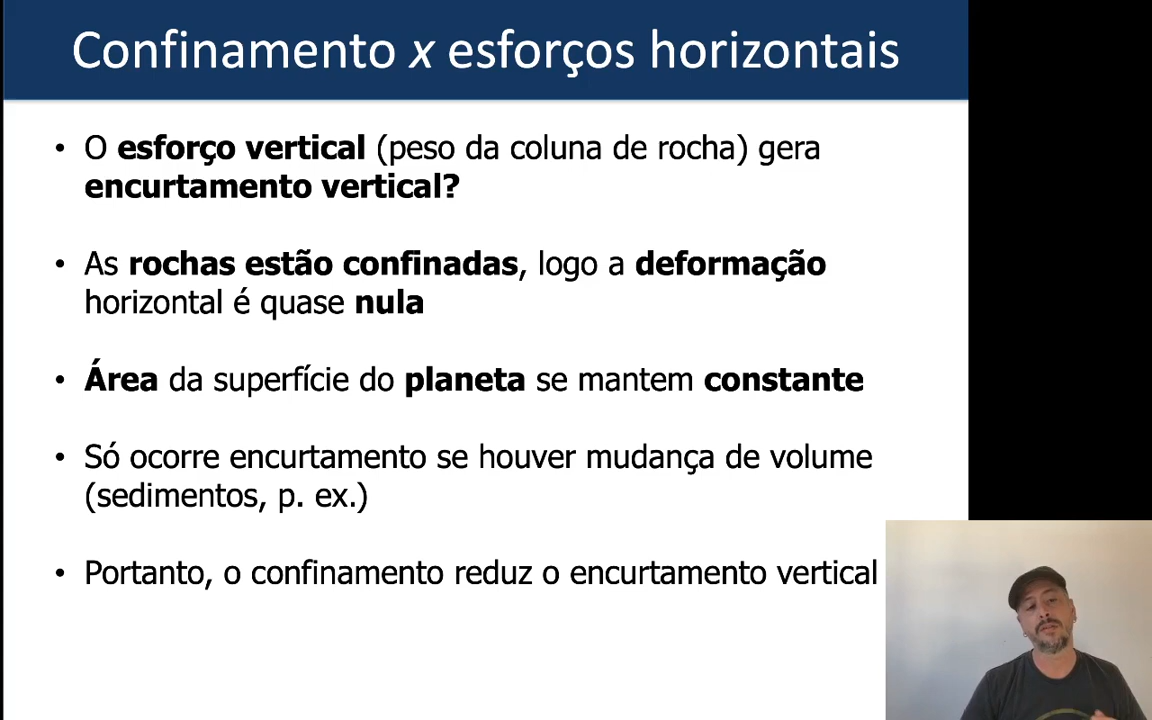 Confinamento x esforços horizontais
• O esforço vertical (peso da coluna de rocha) gera
encurtamento vertical?
• As rochas estão confinadas, logo a deformação
horizontal é quase nula
• Área da superfície do planeta se mantem constante
• Só ocorre encurtamento se houver mudança de volume
(sedimentos, p. ex.)
• Portanto, o confinamento reduz o encurtamento vertical